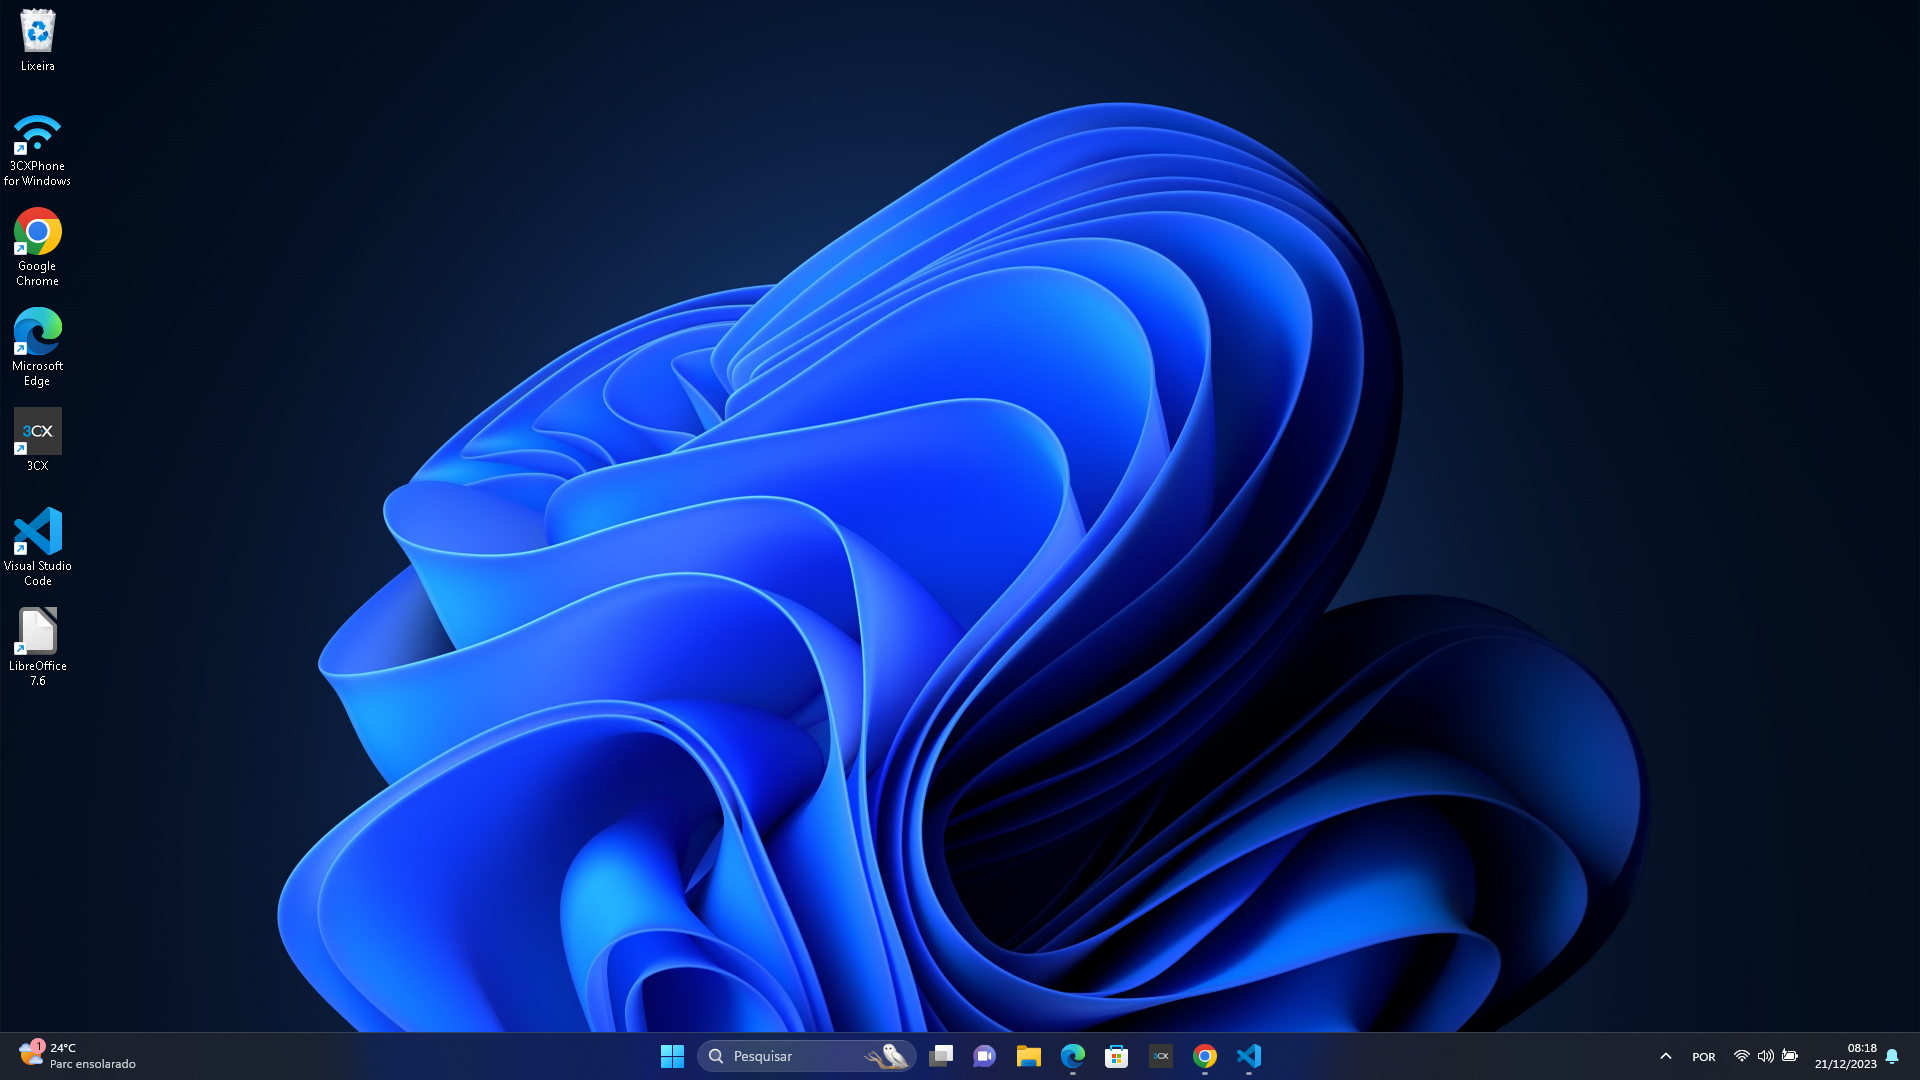 Lixeira
3CXPhone
for Windows
Google
Chrome
Microsoft
Edge
3CX
3CX
Visual Studio
Code
LibreOffice
7.6
1
24°C
Parc ensolarado
Pesquisar
3CX
POR
08:18
21/12/2023